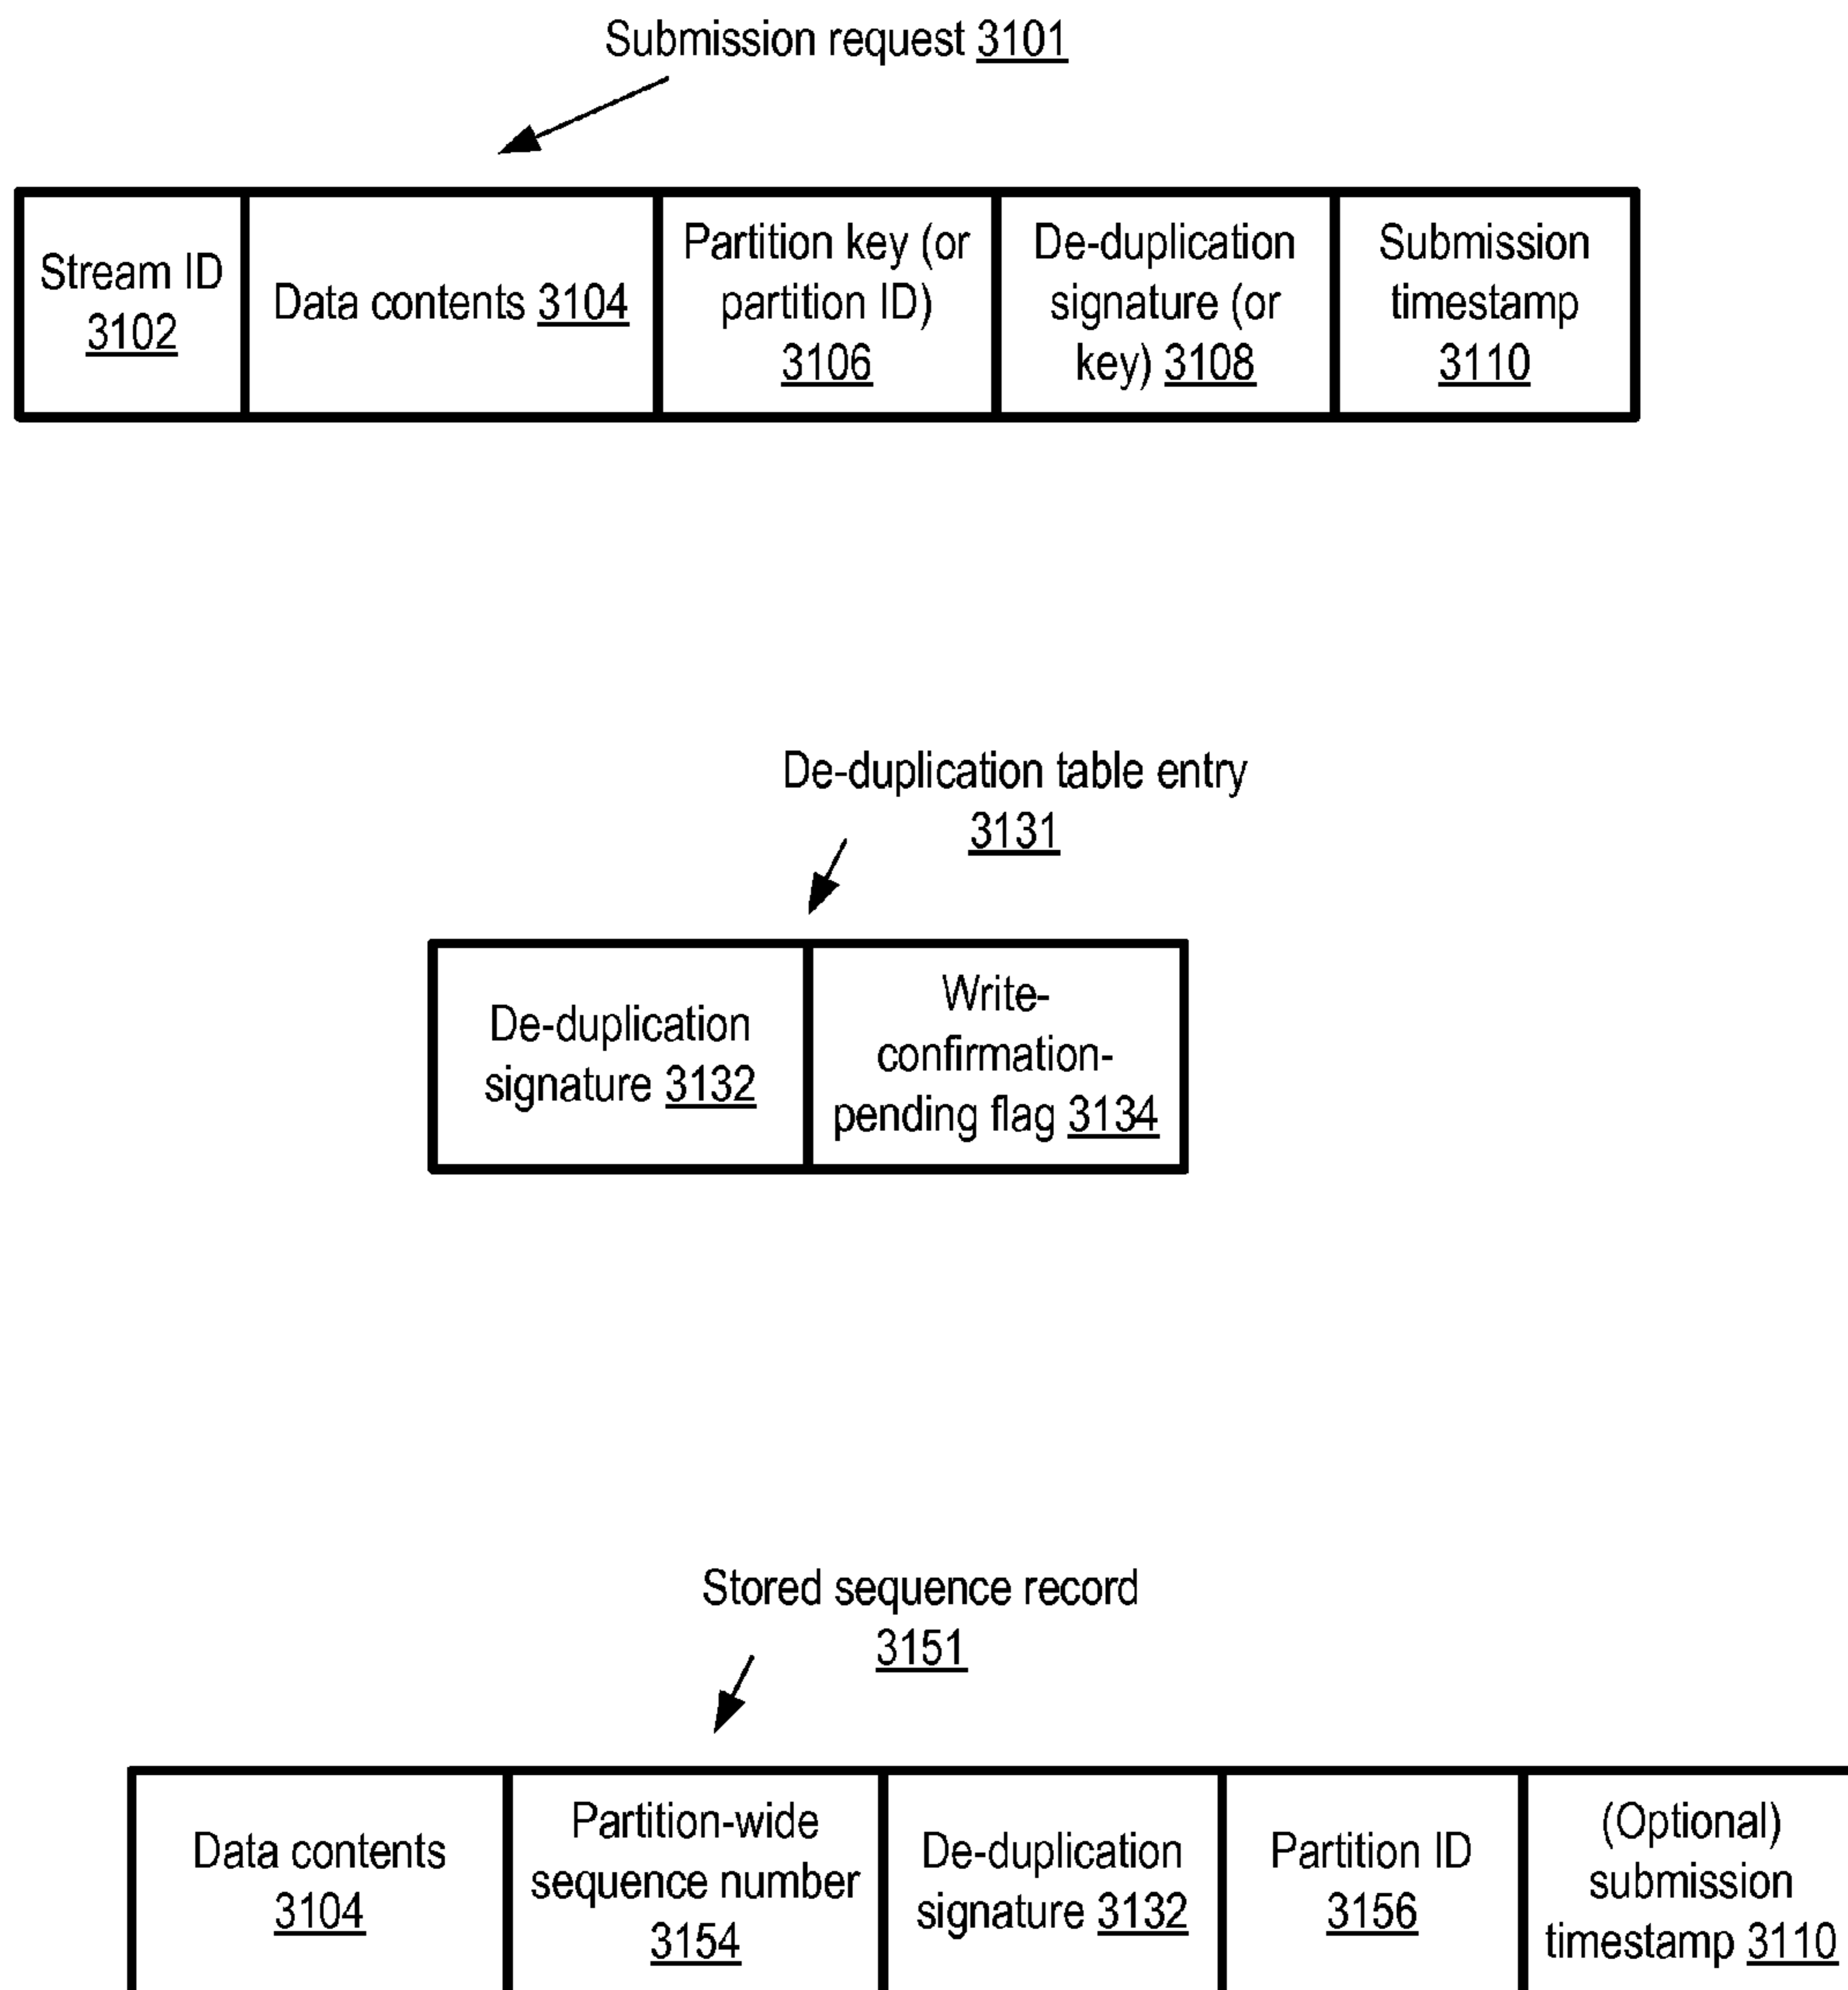 Submission request 3101
Stream ID
3102
Data contents 3104
Partition key (or
partition ID)
3106
De-duplication
signature (or
key) 3108
Submission
timestamp
3110
De-duplication table entry
3131
De-duplication
signature 3132
Write-
confirmation-
pending flag 3134
Stored sequence record
3151
Data contents
3104
Partition-wide
sequence number
3154
De-duplication
signature 3132
Partition ID
3156
(Optional)
submission
timestamp 3110